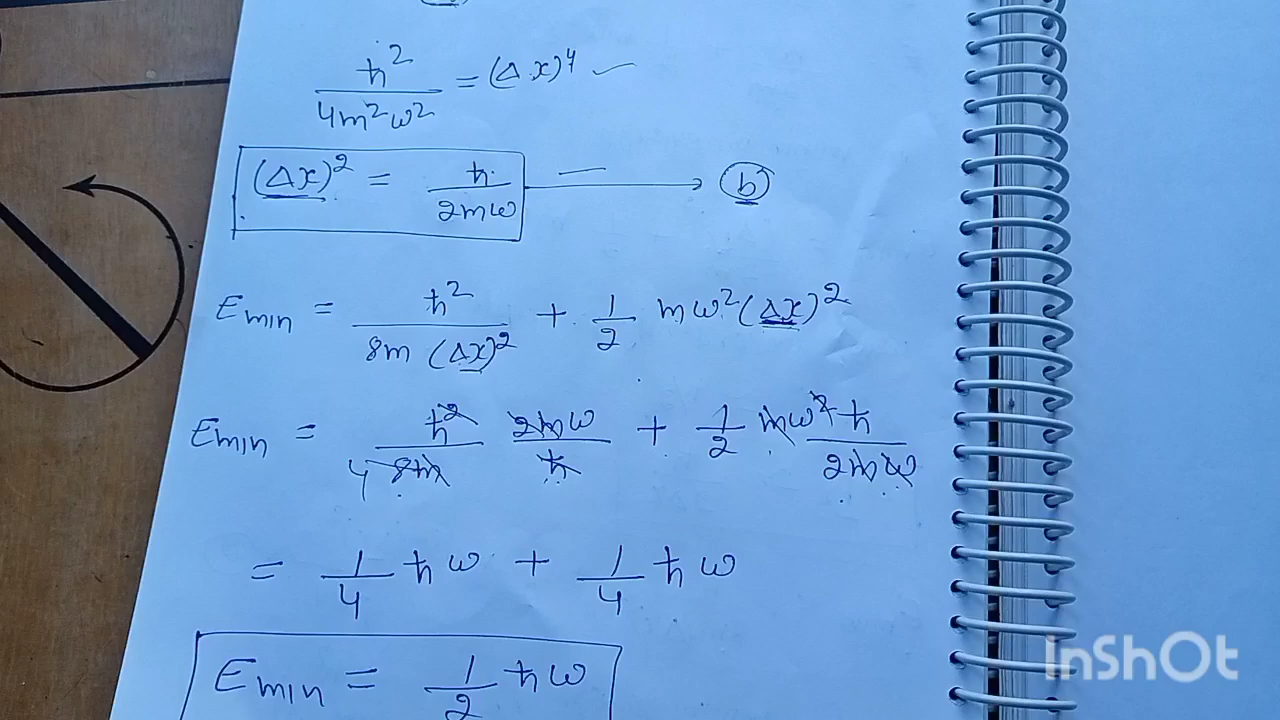 ħ² / 4m²ω² = (Δx)⁴
(Δx)² = ħ / 2mω → (b)
Emin = ħ² / 8m (Δx)² + 1/2 mω²(Δx)²
Emin = ħ² / 4 8m 2mω / ħ + 1/2 mω² ħ / 2mω
= 1/4 ħω + 1/4 ħω
Emin = 1/2 ħω
InShOt